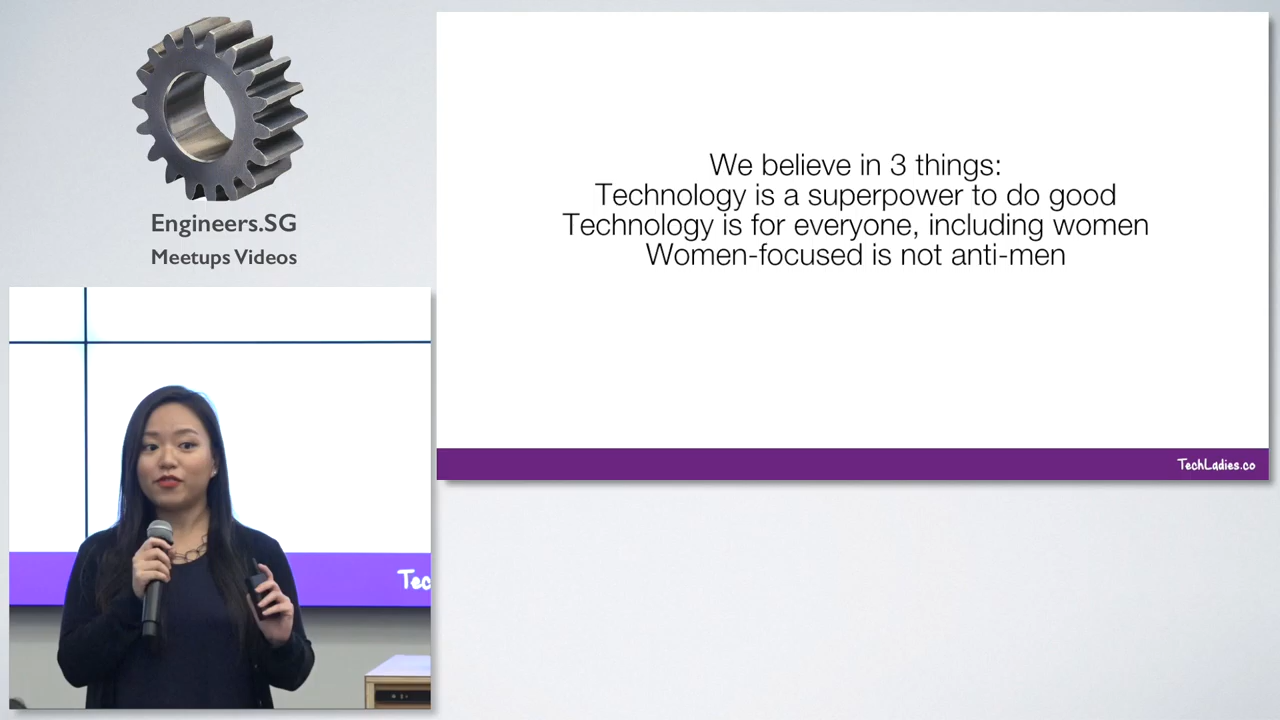 Engineers.SG
Meetups Videos
We believe in 3 things:
Technology is a superpower to do good
Technology is for everyone, including women
Women-focused is not anti-men
TechLadies.co
Tec